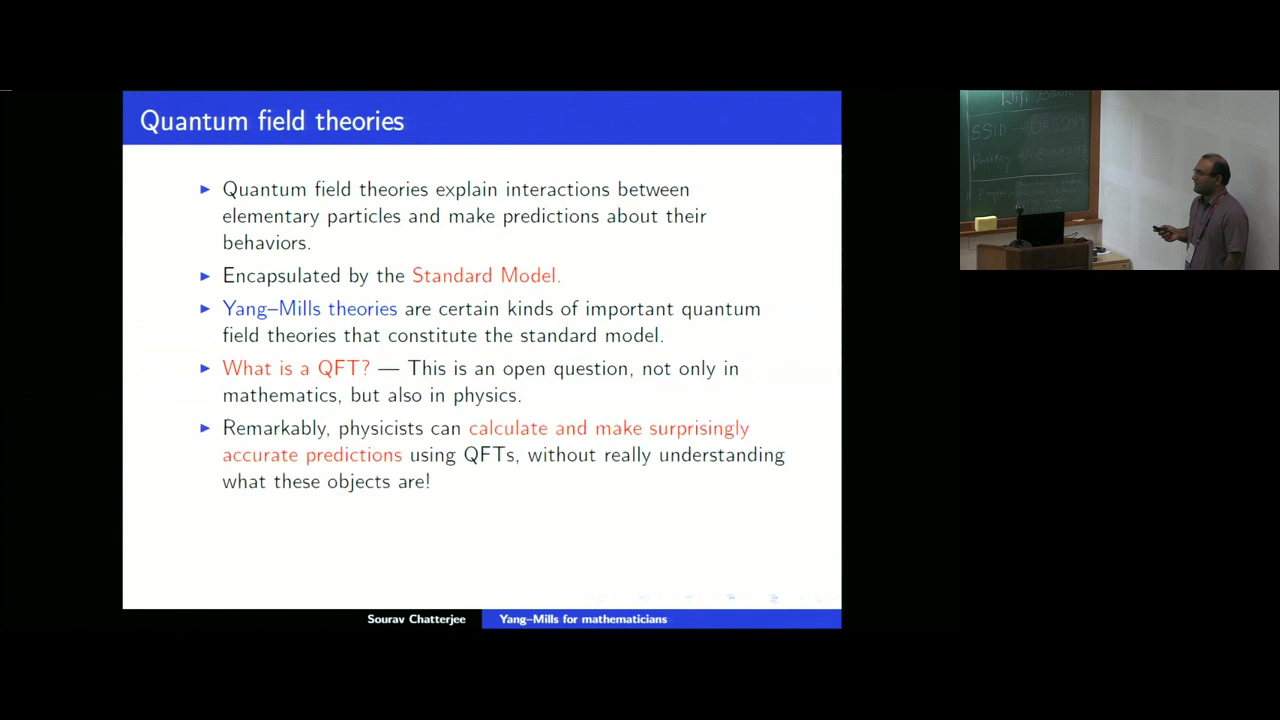 Quantum field theories
► Quantum field theories explain interactions between
elementary particles and make predictions about their
behaviors.
► Encapsulated by the Standard Model.
► Yang–Mills theories are certain kinds of important quantum
field theories that constitute the standard model.
► What is a QFT? — This is an open question, not only in
mathematics, but also in physics.
► Remarkably, physicists can calculate and make surprisingly
accurate predictions using QFTs, without really understanding
what these objects are!
Sourav Chatterjee
Yang–Mills for mathematicians
SSID